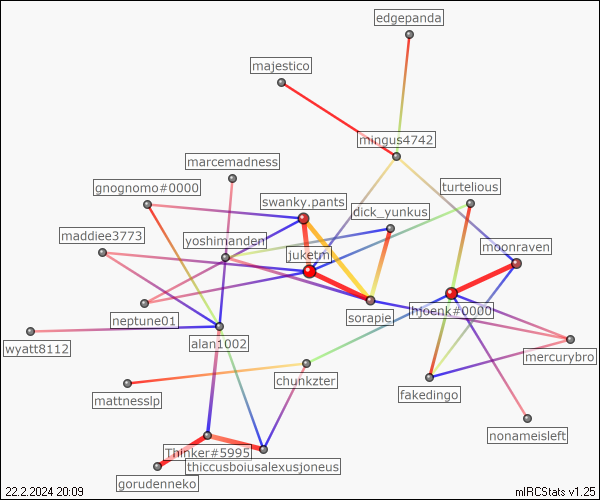 edgepanda
majestico
mingus4742
marcemadness
gnognomo#0000
turtelious
swanky.pants
dick_yunkus
maddiee3773
yoshimanden
moonraven
juketm
neptune01
sorapie
hjoenk#0000
wyatt8112
alan1002
mercurybro
chunkzter
mattnesslp
fakedingo
nonameisleft
Thinker#5995
thiccusboiusalexusjoneus
gorudenneko
22.2.2024 20:09
mIRCStats v1.25